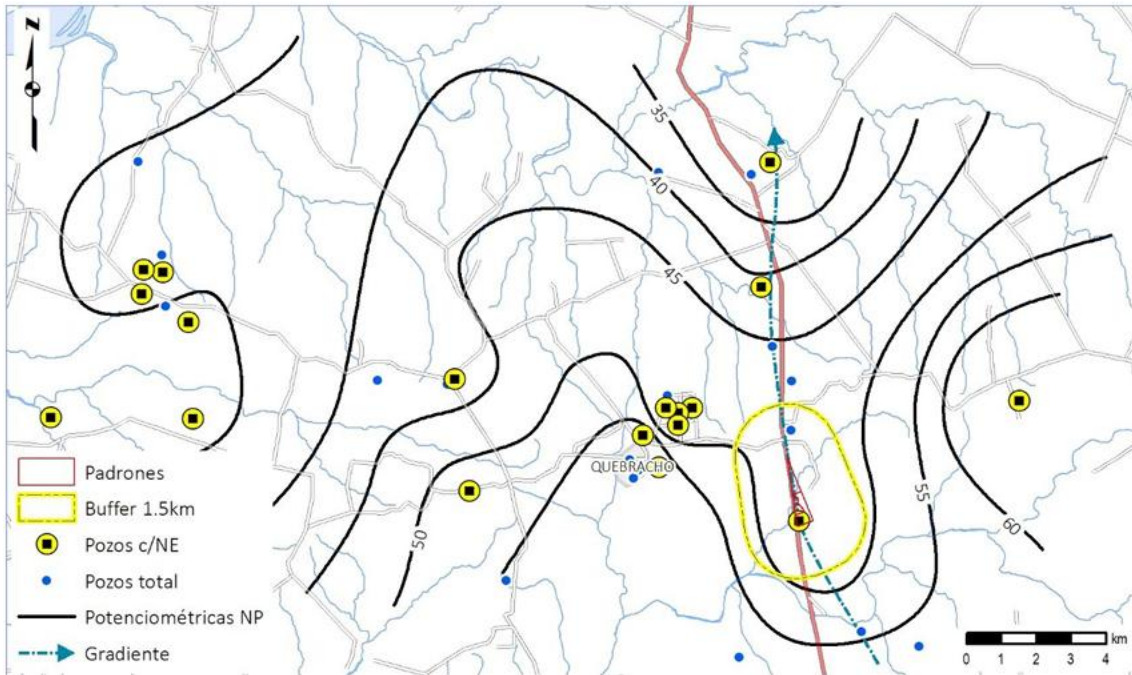 N
35
40
45
QUEBRACHO
50
55
60
Padrones
Buffer 1.5km
Pozos c/NE
Pozos total
Potenciométricas NP
Gradiente
km
0 1 2 3 4